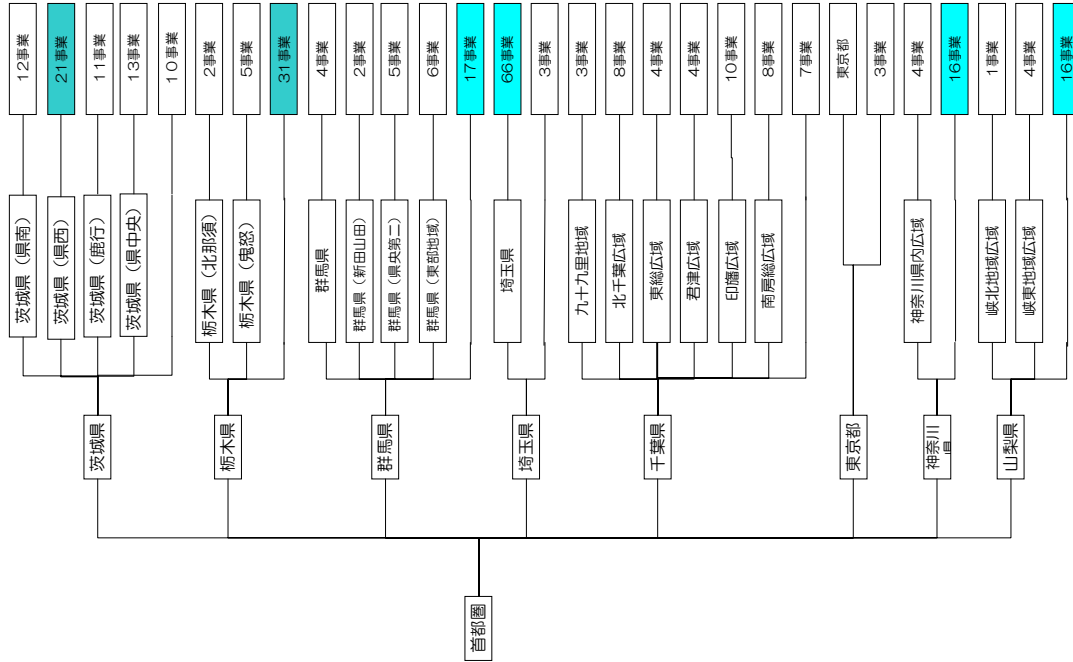 12事業
21事業
11事業
13事業
10事業
2事業
5事業
31事業
4事業
2事業
5事業
6事業
17事業
66事業
3事業
3事業
8事業
4事業
4事業
10事業
8事業
7事業
東京都
3事業
4事業
16事業
1事業
4事業
16事業
茨城県（県南）
茨城県（県西）
茨城県（鹿行）
茨城県（県中央）
栃木県（北那須）
栃木県（鬼怒）
群馬県
群馬県（新田山田）
群馬県（県央第二）
群馬県（東部地域）
埼玉県
九十九里地域
北千葉広域
東総広域
君津広域
印旛広域
南房総広域
神奈川県内広域
峡北地域広域
峡東地域広域
茨城県
栃木県
群馬県
埼玉県
千葉県
東京都
神奈川
県
山梨県
首都圏